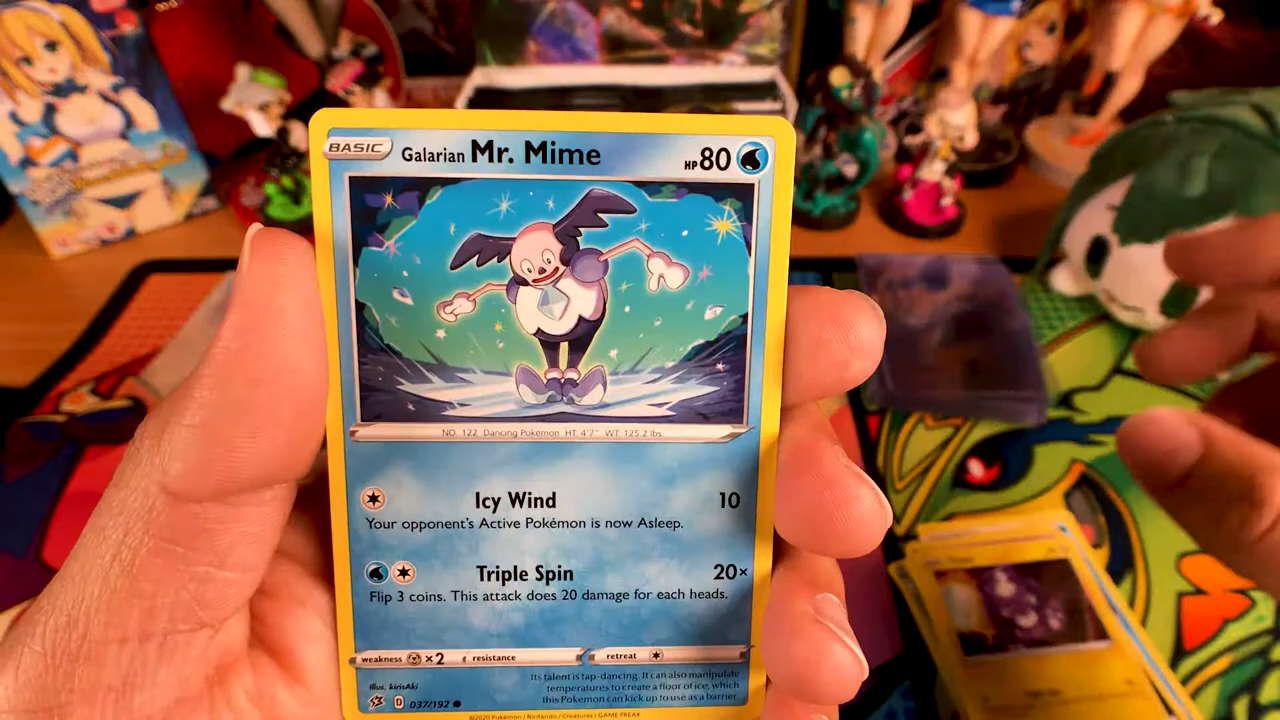 BASIC Galarian Mr. Mime HP 80
NO. 122 Dancing Pokémon HT: 4'7" WT: 125.2 lbs.
Icy Wind 10
Your opponent's Active Pokémon is now Asleep.
Triple Spin 20×
Flip 3 coins. This attack does 20 damage for each heads.
weakness ×2 resistance retreat
Its talent is tap-dancing. It can also manipulate
temperatures to create a floor of ice, which
this Pokémon can kick up to use as a barrier.
Illus. kirisAki
D 037/192
©2020 Pokémon / Nintendo / Creatures / GAME FREAK